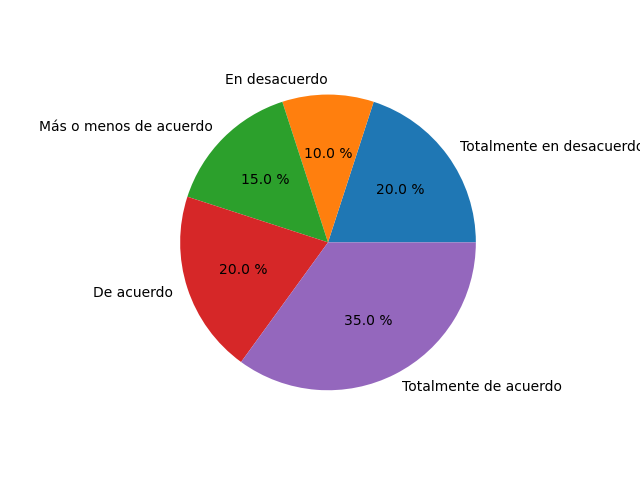 En desacuerdo
Más o menos de acuerdo
Totalmente en desacuerdo
10.0 %
15.0 %
20.0 %
20.0 %
De acuerdo
35.0 %
Totalmente de acuerdo